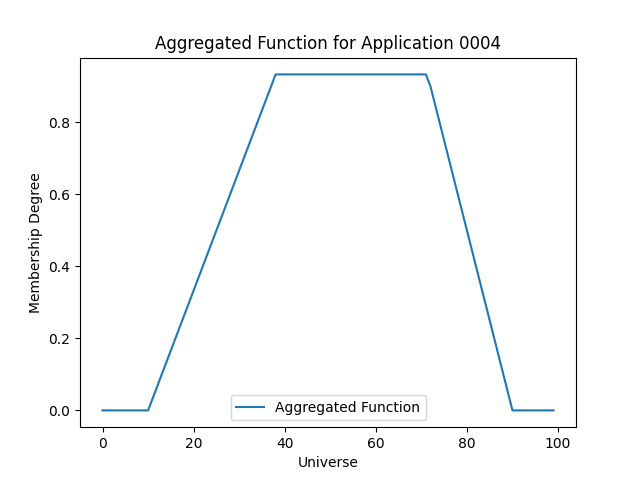 Aggregated Function for Application 0004
Membership Degree
0.8
0.6
0.4
0.2
0.0
Aggregated Function
0 20 40 60 80 100
Universe